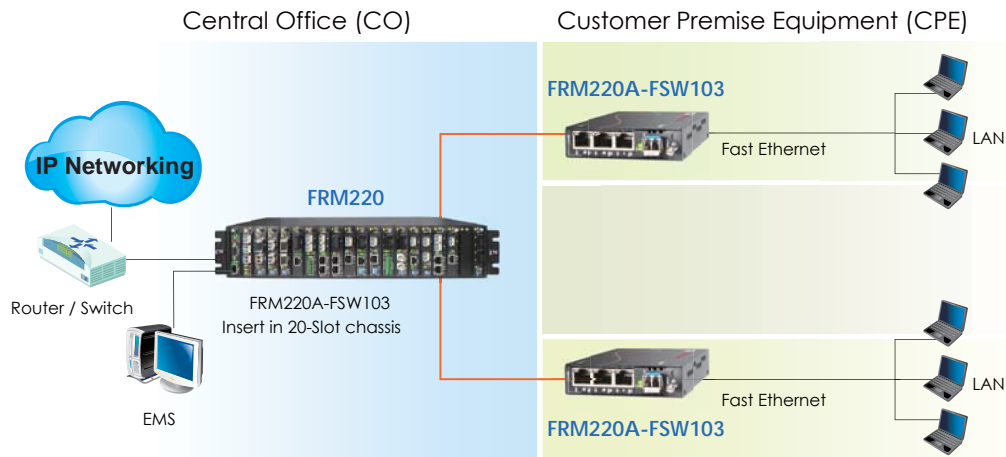 Central Office (CO)
Customer Premise Equipment (CPE)
FRM220A-FSW103
IP Networking
Fast Ethernet
LAN
FRM220
FRM220A-FSW103
Insert in 20-Slot chassis
Router / Switch
EMS
Fast Ethernet
LAN
FRM220A-FSW103